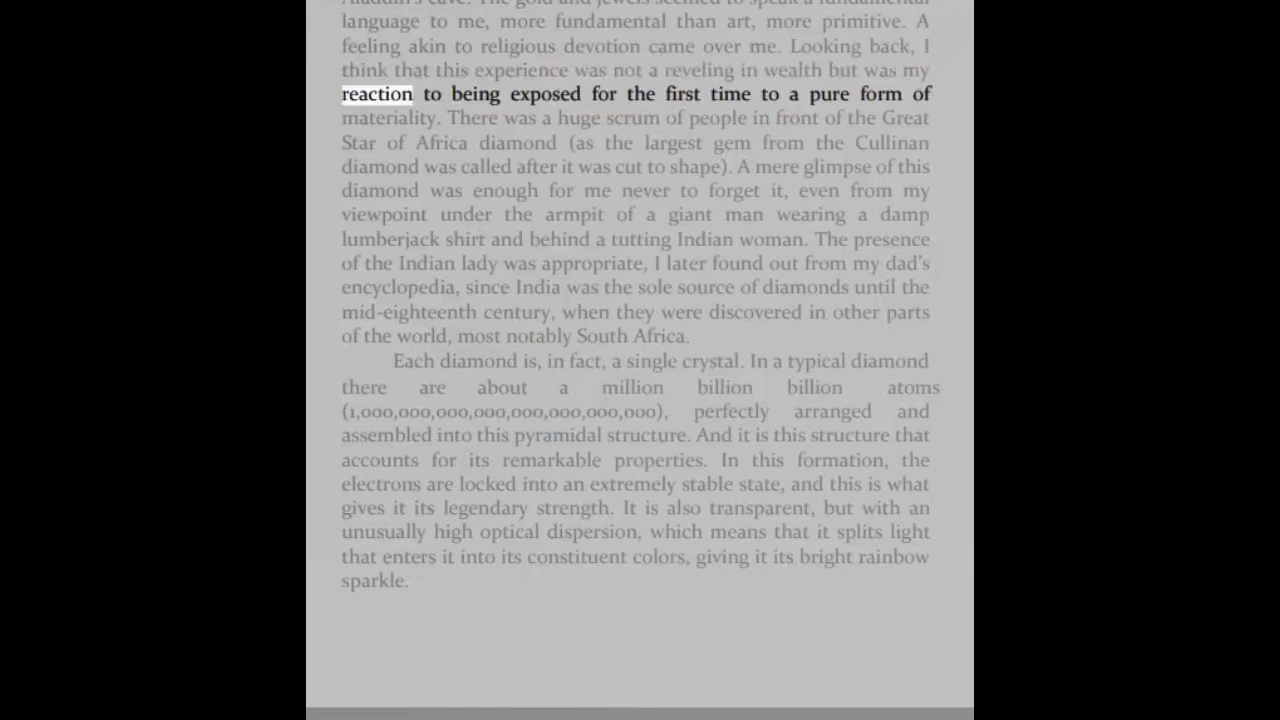 Aladdin's cave. The gold and jewels seemed to speak a fundamental
language to me, more fundamental than art, more primitive. A
feeling akin to religious devotion came over me. Looking back, I
think that this experience was not a reveling in wealth but was my
reaction to being exposed for the first time to a pure form of
materiality. There was a huge scrum of people in front of the Great
Star of Africa diamond (as the largest gem from the Cullinan
diamond was called after it was cut to shape). A mere glimpse of this
diamond was enough for me never to forget it, even from my
viewpoint under the armpit of a giant man wearing a damp
lumberjack shirt and behind a tutting Indian woman. The presence
of the Indian lady was appropriate, I later found out from my dad's
encyclopedia, since India was the sole source of diamonds until the
mid-eighteenth century, when they were discovered in other parts
of the world, most notably South Africa.
Each diamond is, in fact, a single crystal. In a typical diamond
there are about a million billion billion atoms
(1,000,000,000,000,000,000,000,000), perfectly arranged and
assembled into this pyramidal structure. And it is this structure that
accounts for its remarkable properties. In this formation, the
electrons are locked into an extremely stable state, and this is what
gives it its legendary strength. It is also transparent, but with an
unusually high optical dispersion, which means that it splits light
that enters it into its constituent colors, giving it its bright rainbow
sparkle.